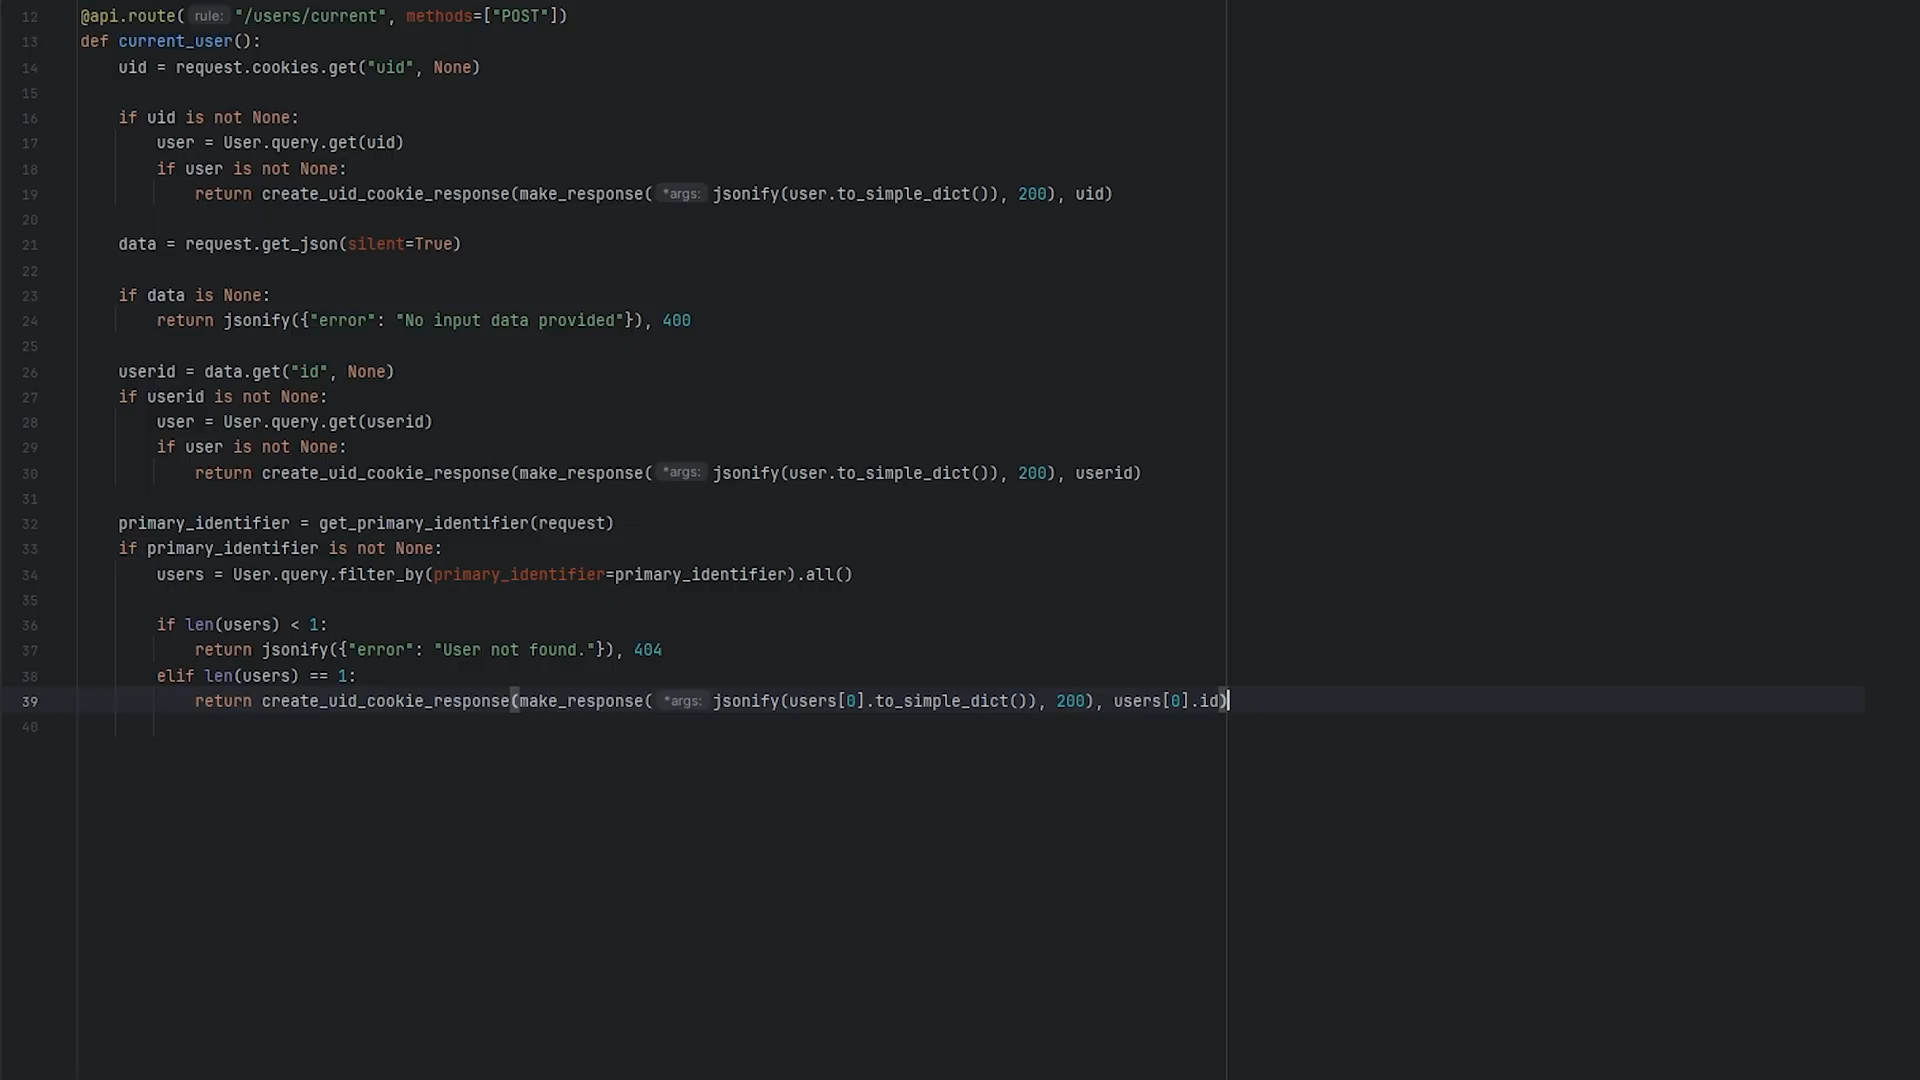 12 @api.route( rule: "/users/current", methods=["POST"])
13 def current_user():
14     uid = request.cookies.get("uid", None)
15
16     if uid is not None:
17         user = User.query.get(uid)
18         if user is not None:
19             return create_uid_cookie_response(make_response( *args: jsonify(user.to_simple_dict()), 200), uid)
20
21     data = request.get_json(silent=True)
22
23     if data is None:
24         return jsonify({"error": "No input data provided"}), 400
25
26     userid = data.get("id", None)
27     if userid is not None:
28         user = User.query.get(userid)
29         if user is not None:
30             return create_uid_cookie_response(make_response( *args: jsonify(user.to_simple_dict()), 200), userid)
31
32     primary_identifier = get_primary_identifier(request)
33     if primary_identifier is not None:
34         users = User.query.filter_by(primary_identifier=primary_identifier).all()
35
36         if len(users) < 1:
37             return jsonify({"error": "User not found."}), 404
38         elif len(users) == 1:
39             return create_uid_cookie_response(make_response( *args: jsonify(users[0].to_simple_dict()), 200), users[0].id)
40